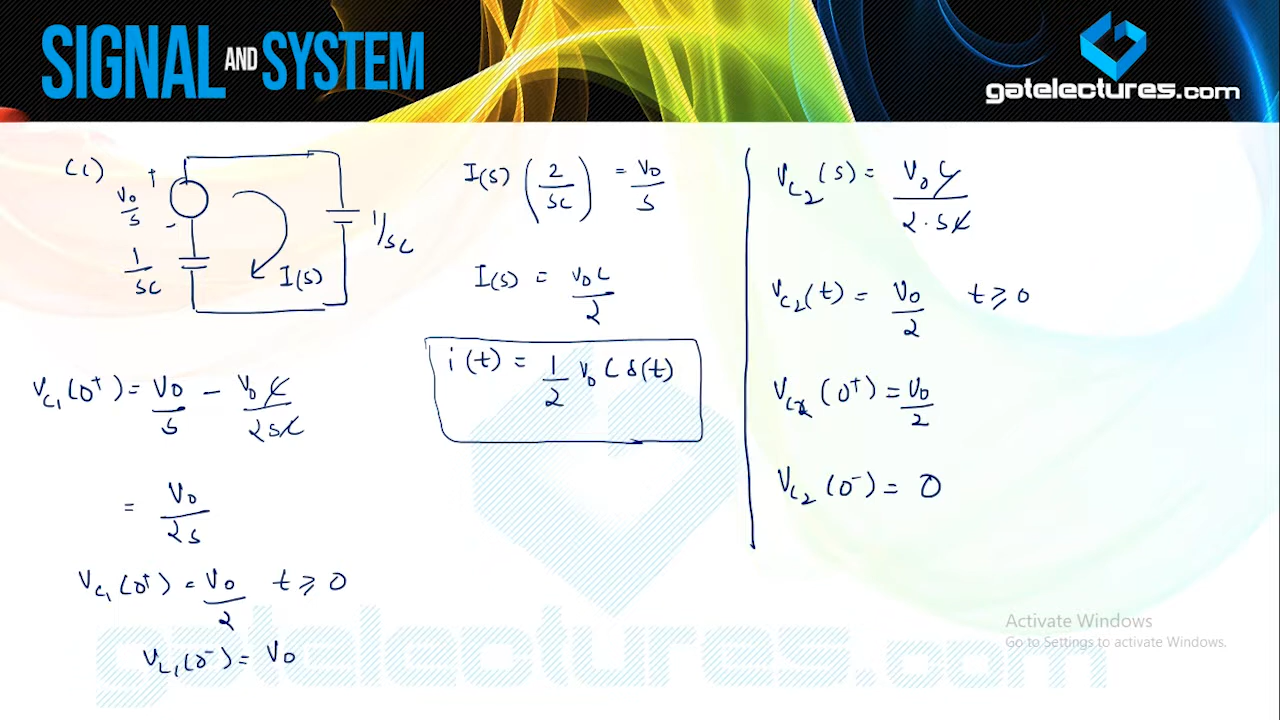 SIGNAL AND SYSTEM
gatelectures.com
(c)
V0/s
+
-
1/sC
I(s)
1/sC
VC1(0+) = V0/s - V0C/2sC
= V0/2s
VC1(0+) = V0/2 t ≥ 0
VC1(0-) = V0
I(s) (2/sC) = V0/s
I(s) = V0C/2
i(t) = 1/2 V0 C δ(t)
VC2(s) = V0C/2·sC
VC2(t) = V0/2 t ≥ 0
VC2(0+) = V0/2
VC2(0-) = 0
gatelectures.com
Activate Windows
Go to Settings to activate Windows.